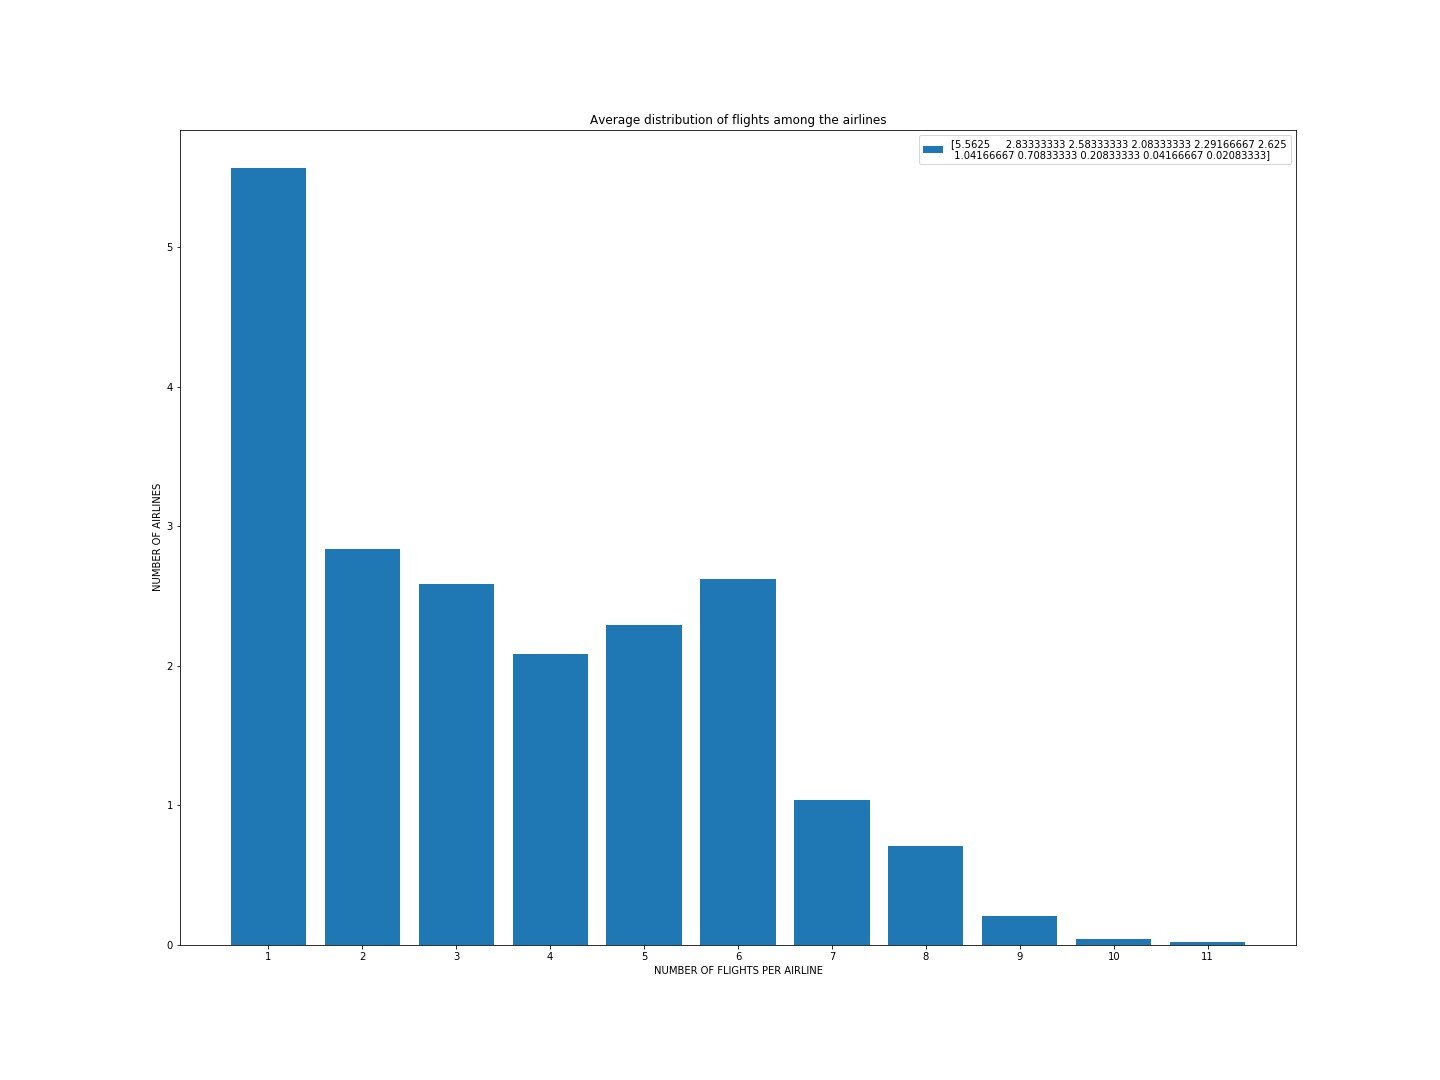 Average distribution of flights among the airlines
[5.5625     2.83333333 2.58333333 2.08333333 2.29166667 2.625
1.04166667 0.70833333 0.20833333 0.04166667 0.02083333]
NUMBER OF AIRLINES
5
4
3
2
1
0
1 2 3 4 5 6 7 8 9 10 11
NUMBER OF FLIGHTS PER AIRLINE